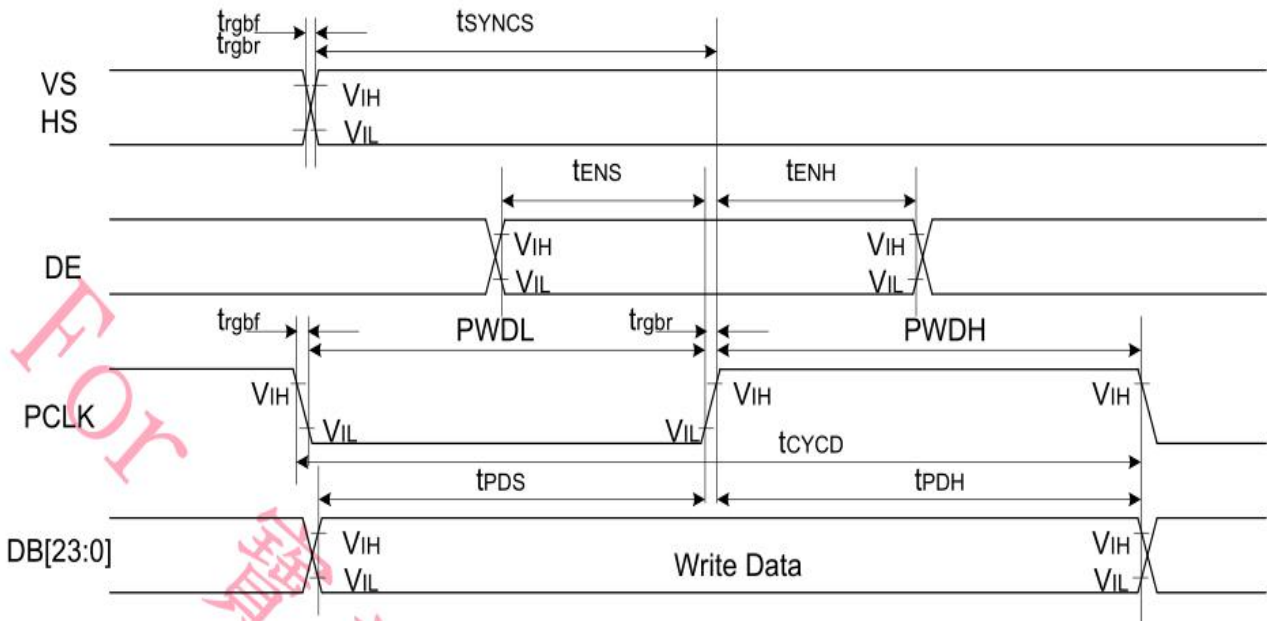 trgbf
trgbr
tSYNCS
VS
HS
VIH
VIL
tENS
tENH
DE
VIH
VIL
VIH
VIL
trgbf
PWDL
trgbr
PWDH
PCLK
VIH
VIL
VIL
VIH
VIH
tCYCD
tPDS
tPDH
DB[23:0]
VIH
VIL
Write Data
VIH
VIL
For
寶